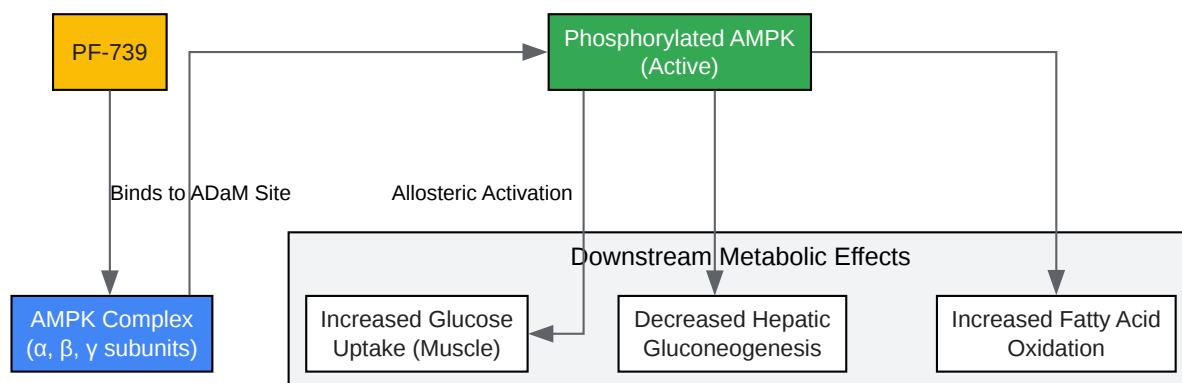 PF-739
Phosphorylated AMPK
(Active)
Binds to ADaM Site
Allosteric Activation
Downstream Metabolic Effects
AMPK Complex
(α, β, γ subunits)
Increased Glucose
Uptake (Muscle)
Decreased Hepatic
Gluconeogenesis
Increased Fatty Acid
Oxidation